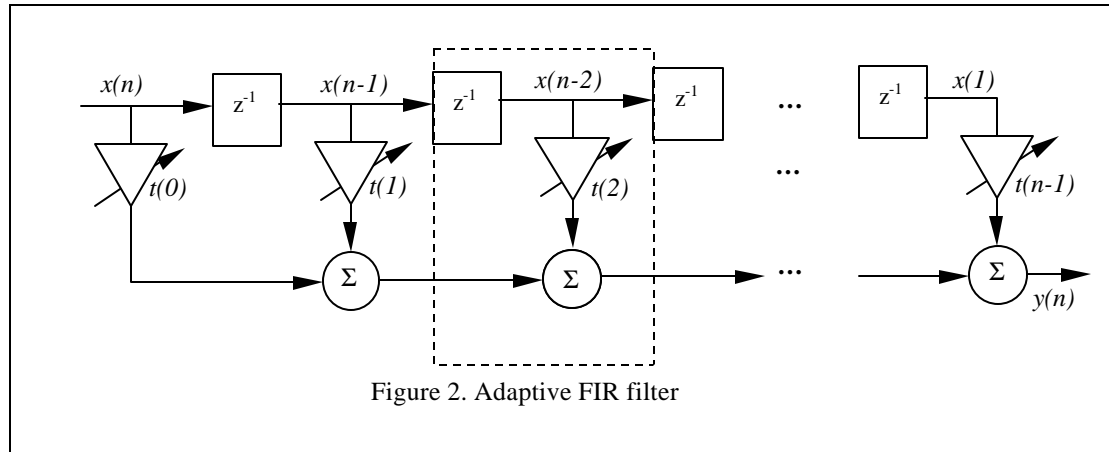 x(n) x(n-1) x(n-2) x(1)
z⁻¹ z⁻¹ z⁻¹ ... z⁻¹
...
t(0) t(1) t(2) t(n-1)
Σ Σ ... Σ
y(n)
Figure 2. Adaptive FIR filter